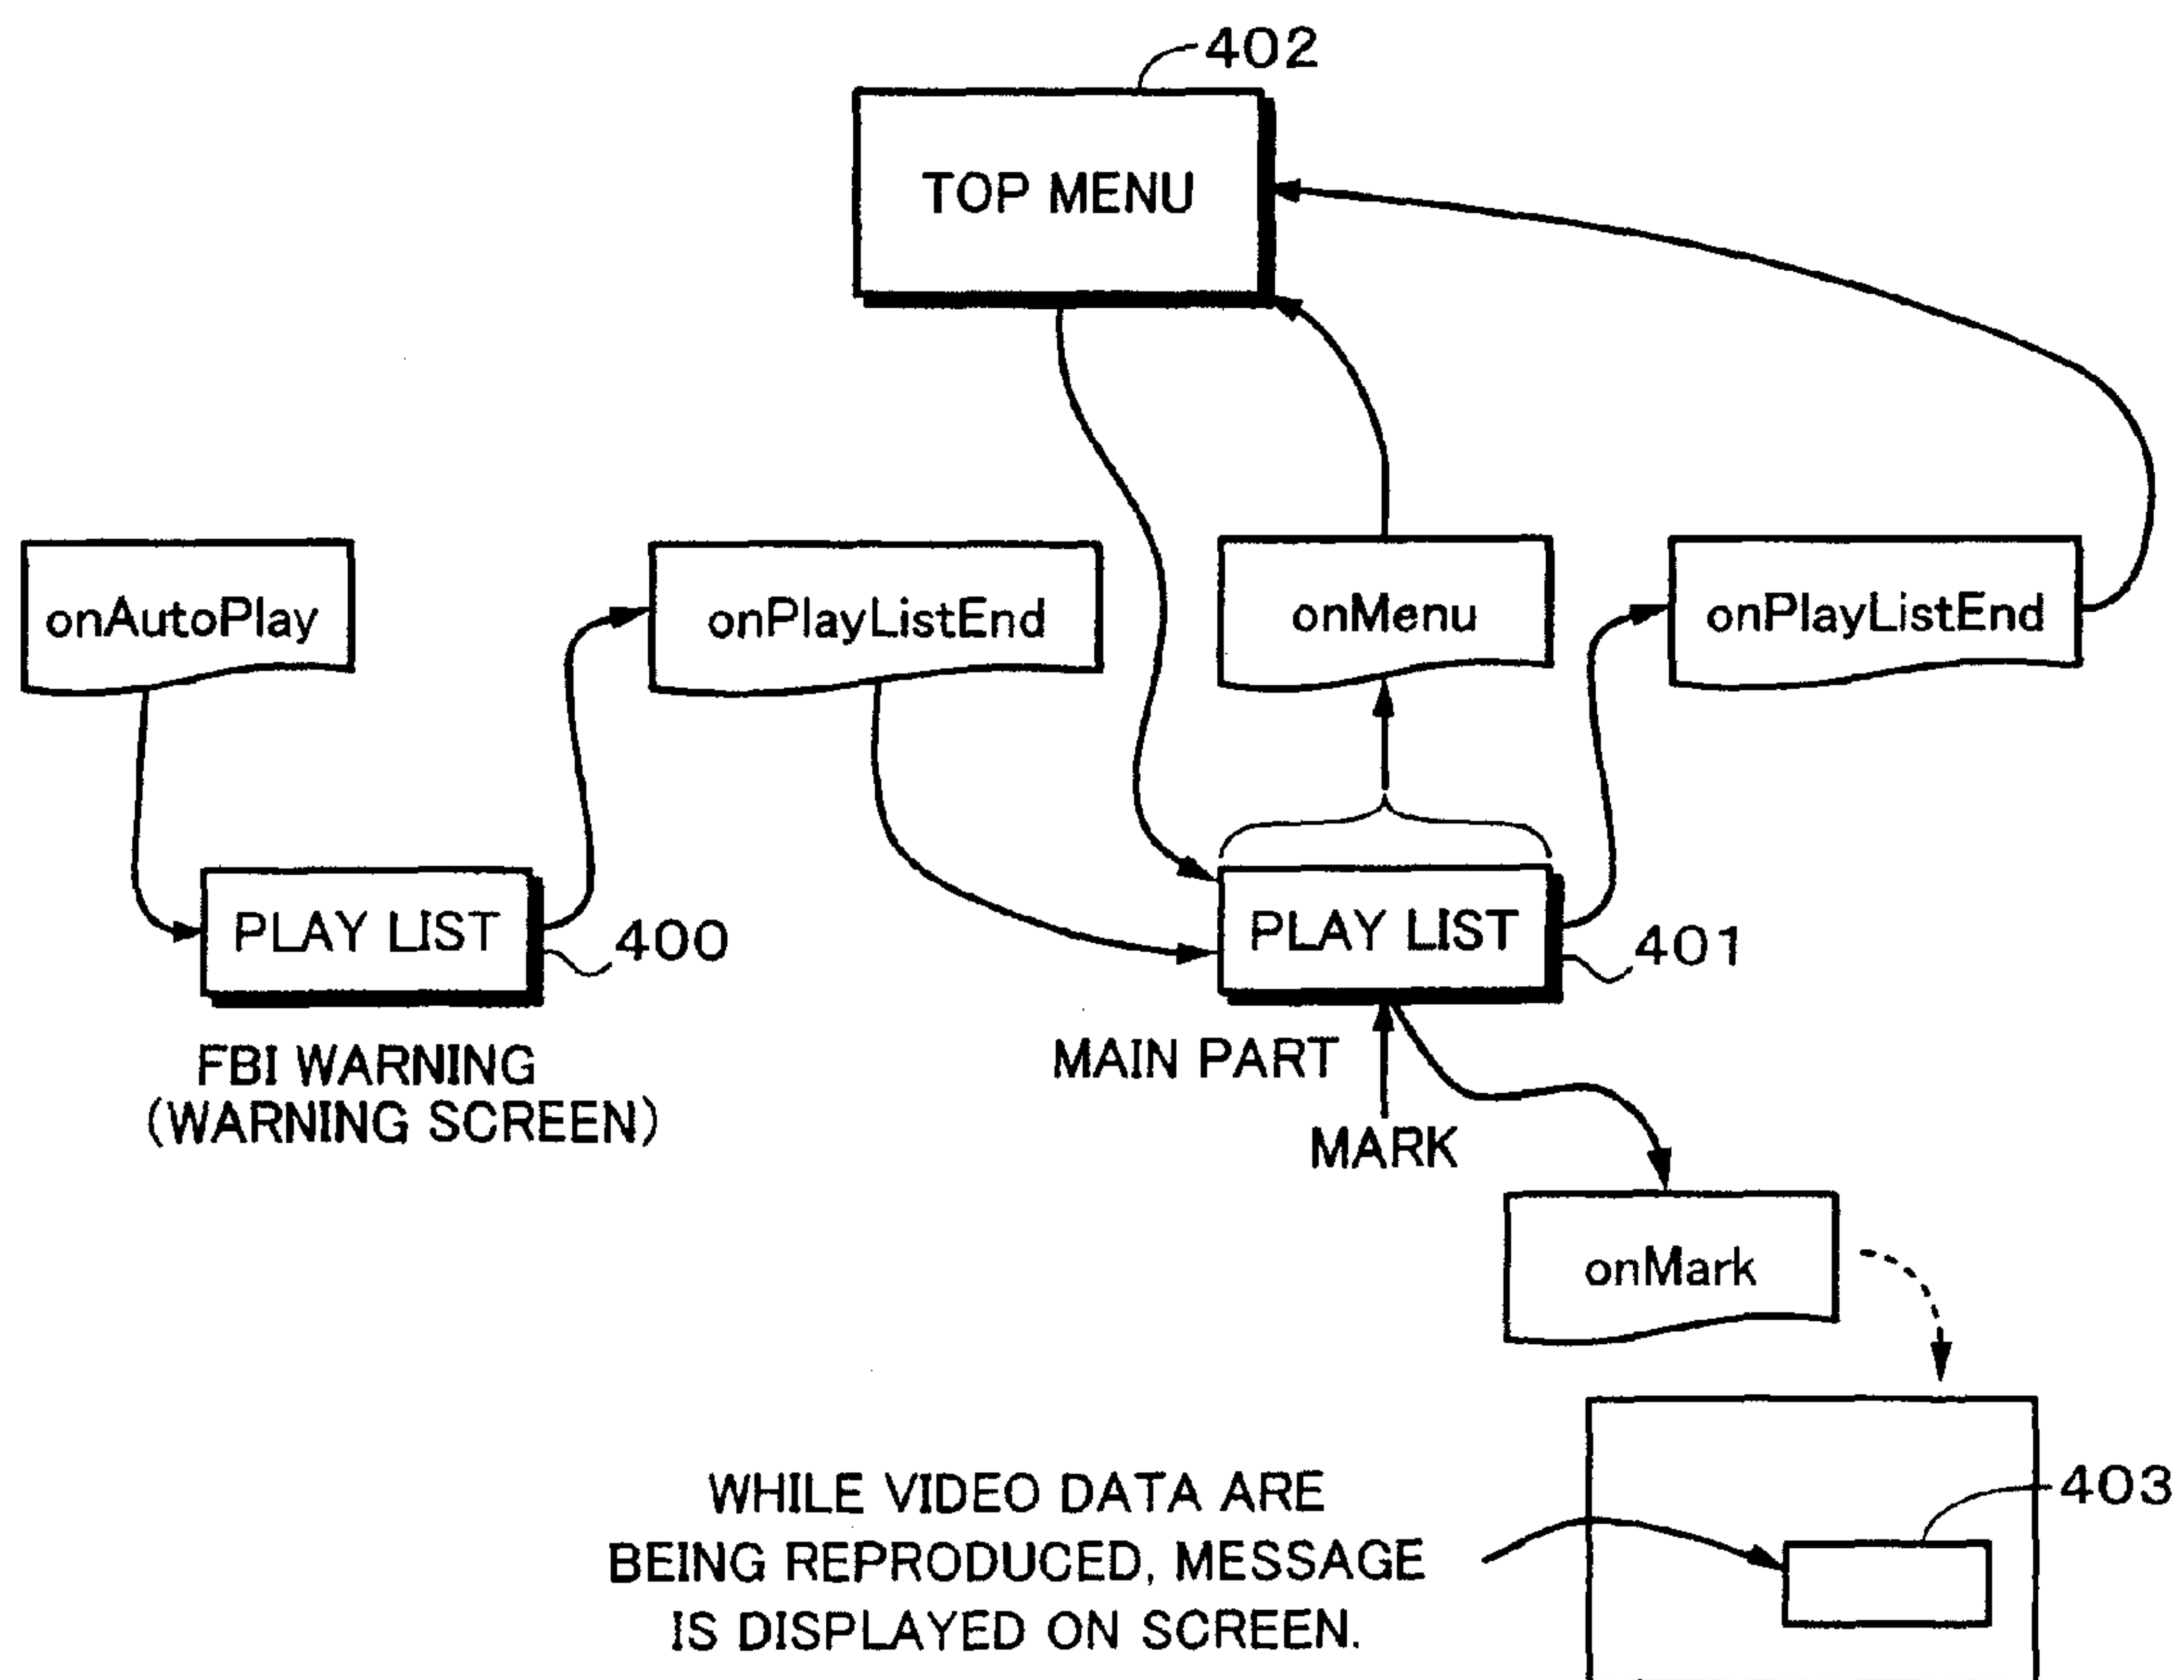 402
TOP MENU
onAutoPlay
onPlayListEnd
onMenu
onPlayListEnd
PLAY LIST
400
PLAY LIST
401
FBI WARNING
(WARNING SCREEN)
MAIN PART
MARK
onMark
WHILE VIDEO DATA ARE
BEING REPRODUCED, MESSAGE
IS DISPLAYED ON SCREEN.
403